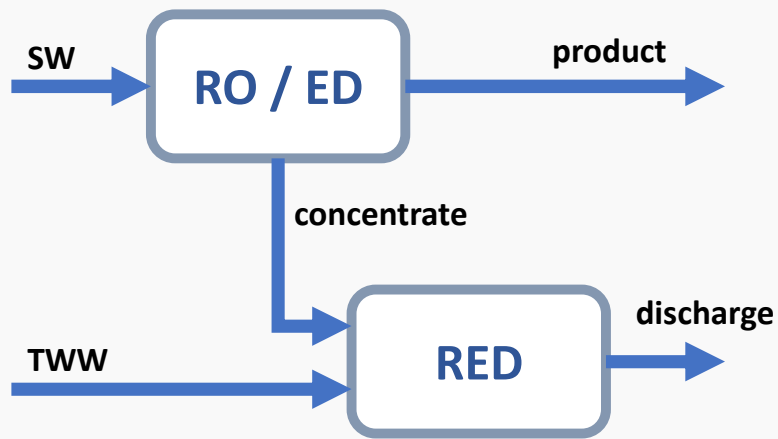 SW
RO / ED
product
concentrate
discharge
TWW
RED